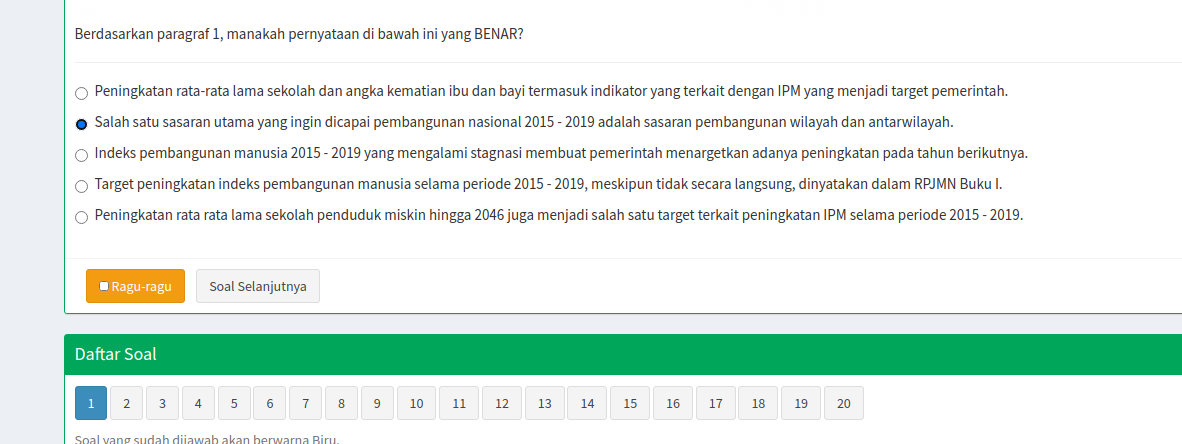 Berdasarkan paragraf 1, manakah pernyataan di bawah ini yang BENAR?
Peningkatan rata-rata lama sekolah dan angka kematian ibu dan bayi termasuk indikator yang terkait dengan IPM yang menjadi target pemerintah.
Salah satu sasaran utama yang ingin dicapai pembangunan nasional 2015 - 2019 adalah sasaran pembangunan wilayah dan antarwilayah.
Indeks pembangunan manusia 2015 - 2019 yang mengalami stagnasi membuat pemerintah menargetkan adanya peningkatan pada tahun berikutnya.
Target peningkatan indeks pembangunan manusia selama periode 2015 - 2019, meskipun tidak secara langsung, dinyatakan dalam RPJMN Buku I.
Peningkatan rata rata lama sekolah penduduk miskin hingga 2046 juga menjadi salah satu target terkait peningkatan IPM selama periode 2015 - 2019.
Ragu-ragu Soal Selanjutnya
Daftar Soal
1 2 3 4 5 6 7 8 9 10 11 12 13 14 15 16 17 18 19 20
Soal yang sudah dijawab akan berwarna Biru.